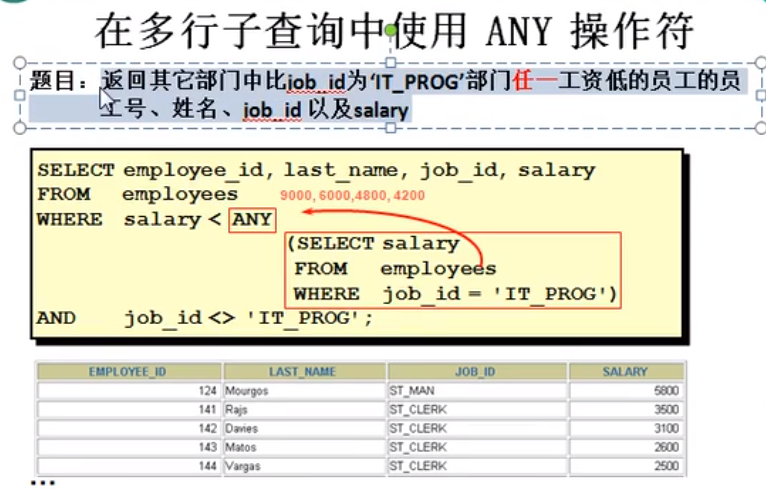 在多行子查询中使用 ANY 操作符
题目：返回其它部门中比job_id为‘IT_PROG’部门任一工资低的员工的员
工号、姓名、job_id 以及salary
SELECT employee_id, last_name, job_id, salary
FROM employees 9000, 6000,4800, 4200
WHERE salary < ANY
(SELECT salary
FROM employees
WHERE job_id = 'IT_PROG')
AND job_id <> 'IT_PROG';
EMPLOYEE_ID LAST_NAME JOB_ID SALARY
124 Mourgos ST_MAN 5800
141 Rajs ST_CLERK 3500
142 Davies ST_CLERK 3100
143 Matos ST_CLERK 2600
144 Vargas ST_CLERK 2500
...